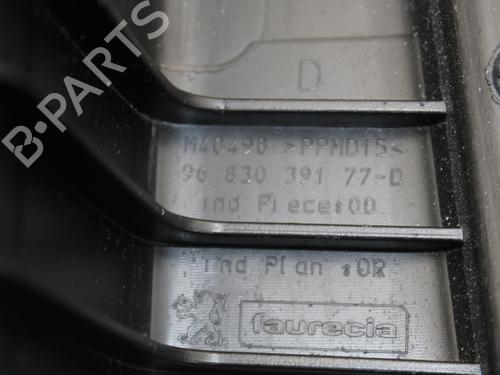 D
M40498 >PPMD15<
96 830 391 77-D
Ind Piece:00
Ind Plan :OR
faurecia
B-PARTS